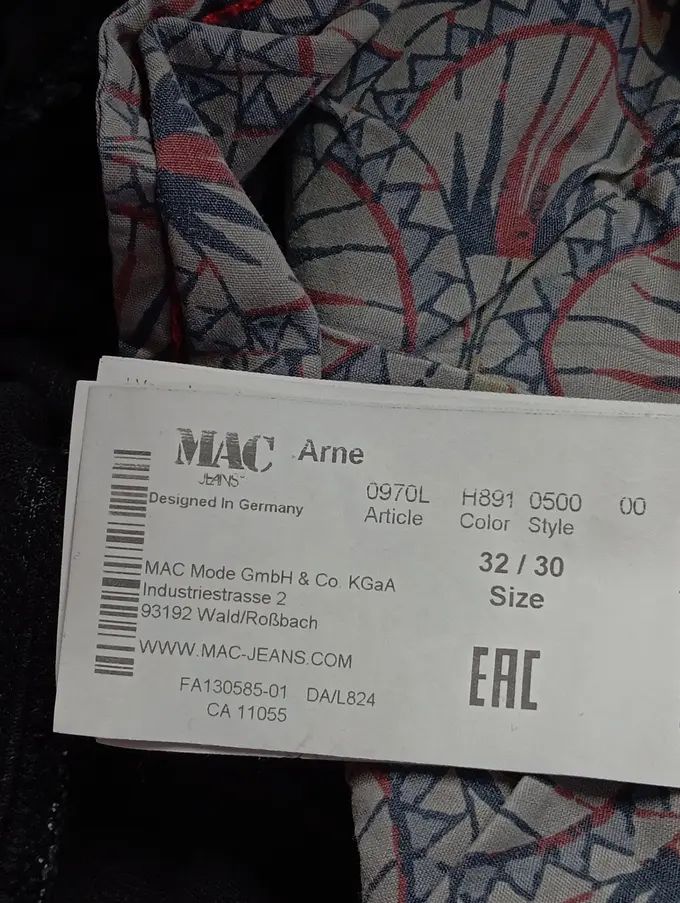 MAC Arne
JEANS
Designed In Germany
0970L H891 0500 00
Article Color Style
32 / 30
Size
MAC Mode GmbH & Co. KGaA
Industriestrasse 2
93192 Wald/Roßbach
WWW.MAC-JEANS.COM
FA130585-01 DA/L824
CA 11055
EAC